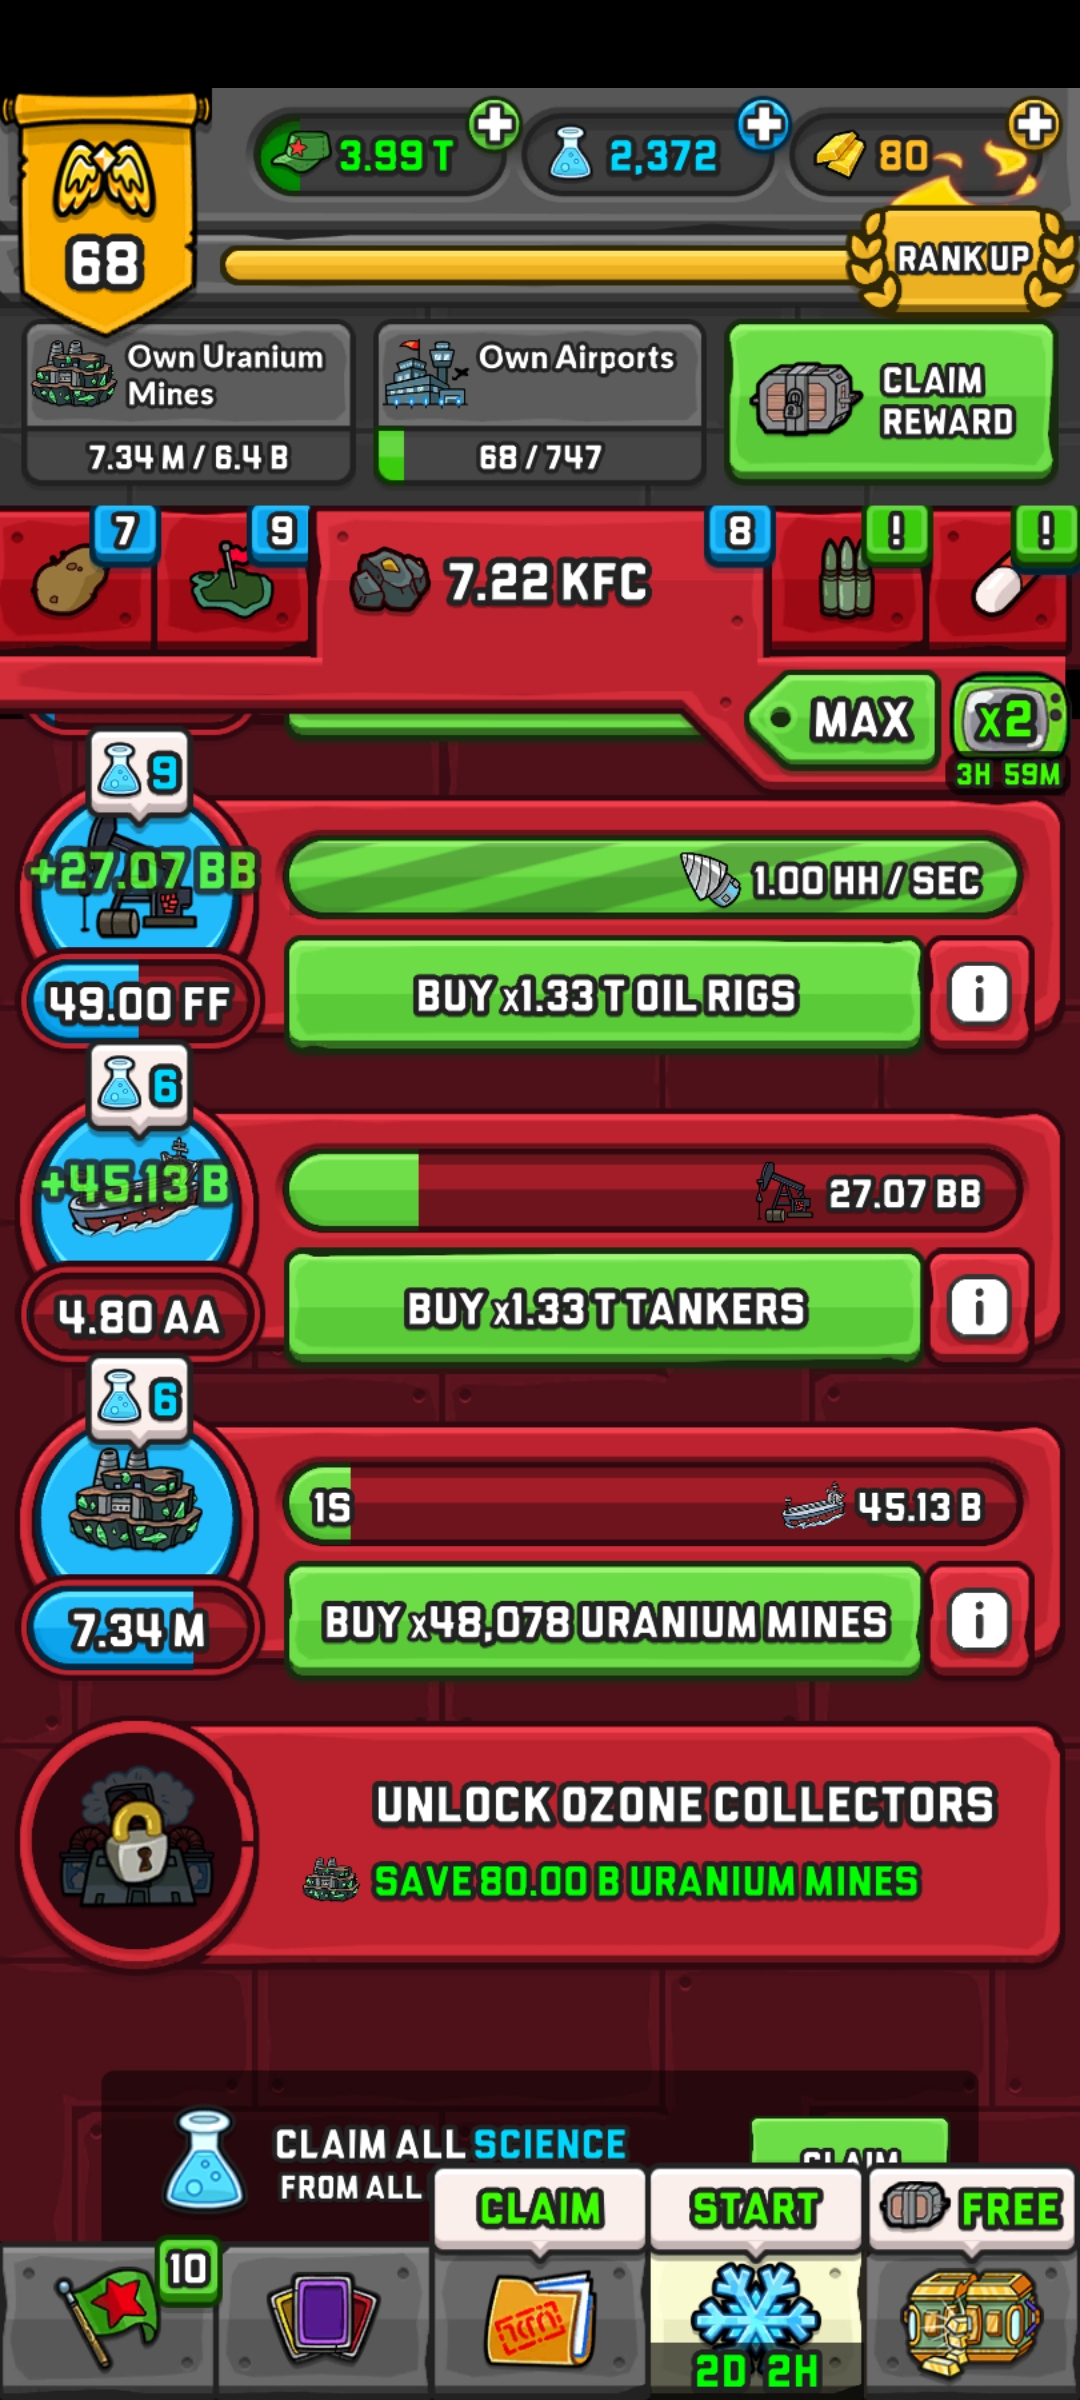 3.99 T
2,372
80
68
RANK UP
Own Uranium
Mines
7.34 M / 6.4 B
Own Airports
68 / 747
CLAIM
REWARD
7
9
7.22 KFC
8
!
!
MAX
x2
3H 59M
9
+27.07 BB
1.00 HH / SEC
49.00 FF
BUY x1.33 T OIL RIGS
i
6
+45.13 B
27.07 BB
4.80 AA
BUY x1.33 T TANKERS
i
6
1S
45.13 B
7.34 M
BUY x48,078 URANIUM MINES
i
UNLOCK OZONE COLLECTORS
SAVE 80.00 B URANIUM MINES
CLAIM ALL SCIENCE
FROM ALL
CLAIM
CLAIM
START
FREE
10
2D 2H